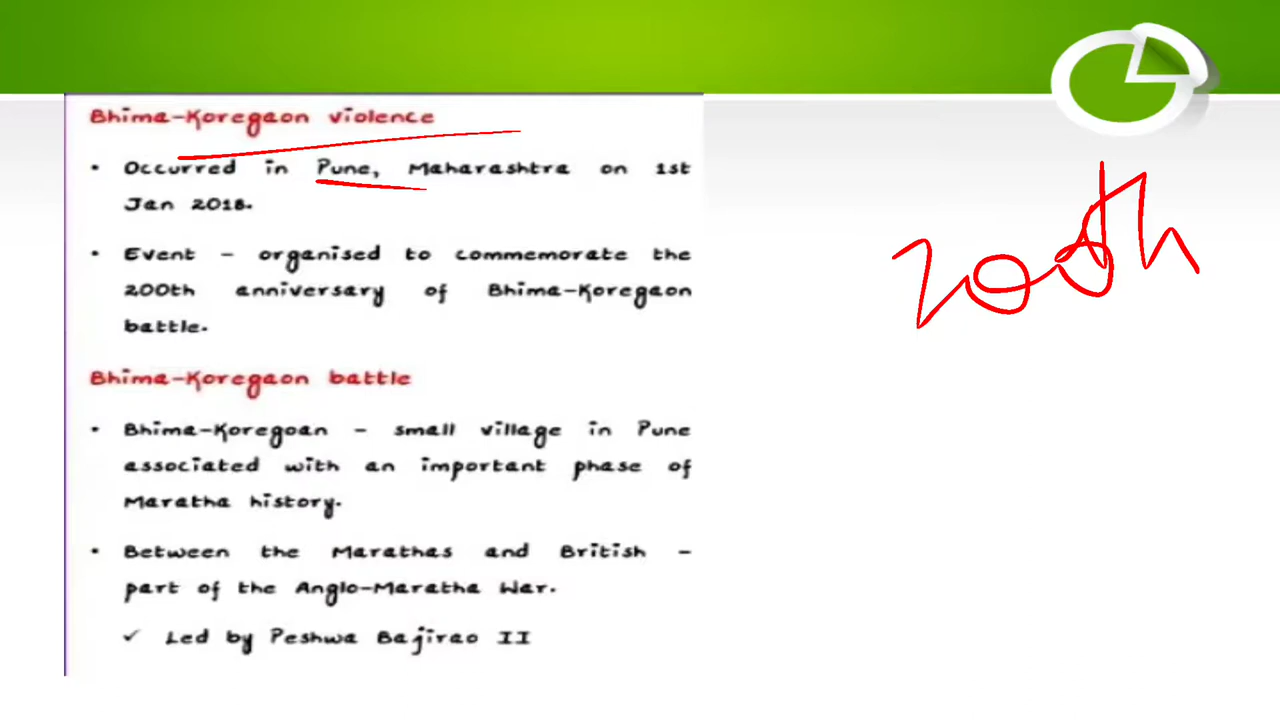 Bhima-Koregaon violence
• Occurred in Pune, Maharashtra on 1st
Jan 2018.
• Event - organised to commemorate the
200th anniversary of Bhima-Koregaon
battle.
Bhima-Koregaon battle
• Bhima-Koregoan - small village in Pune
associated with an important phase of
Maratha history.
• Between the Marathas and British -
part of the Anglo-Maratha War.
✓ Led by Peshwa Bajirao II
200th